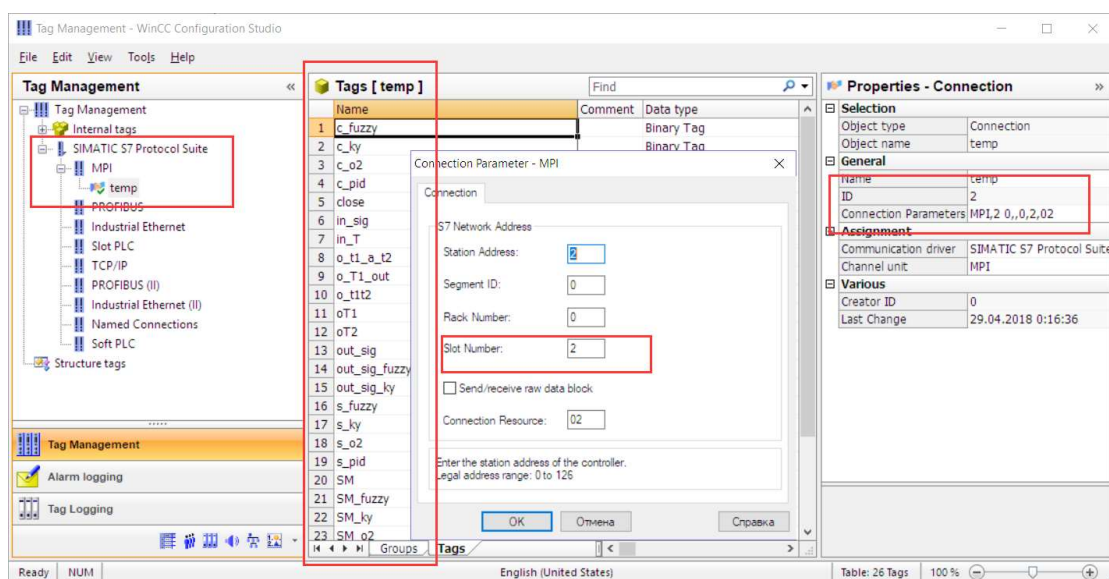 Tag Management - WinCC Configuration Studio
File Edit View Tools Help
Tag Management «
Tag Management
Internal tags
SIMATIC S7 Protocol Suite
MPI
temp
PROFIBUS
Industrial Ethernet
Slot PLC
TCP/IP
PROFIBUS (II)
Industrial Ethernet (II)
Named Connections
Soft PLC
Structure tags
Tag Management
Alarm logging
Tag Logging
Tags [ temp ]
Find
Name Comment Data type
1 c_fuzzy Binary Tag
2 c_ky Binary Tag
3 c_o2
4 c_pid
5 close
6 in_sig
7 in_T
8 o_t1_a_t2
9 o_T1_out
10 o_t1t2
11 oT1
12 oT2
13 out_sig
14 out_sig_fuzzy
15 out_sig_ky
16 s_fuzzy
17 s_ky
18 s_o2
19 s_pid
20 SM
21 SM_fuzzy
22 SM_ky
23 SM_o2
Groups Tags
Connection Parameter - MPI
Connection
S7 Network Address
Station Address: 2
Segment ID: 0
Rack Number: 0
Slot Number: 2
Send/receive raw data block
Connection Resource: 02
Enter the station address of the controller.
Legal address range: 0 to 126
OK Отмена Справка
Properties - Connection »
Selection
Object type Connection
Object name temp
General
Name temp
ID 2
Connection Parameters MPI,2 0,,0,2,02
Assignment
Communication driver SIMATIC S7 Protocol Suite
Channel unit MPI
Various
Creator ID 0
Last Change 29.04.2018 0:16:36
Ready NUM English (United States) Table: 26 Tags 100 %